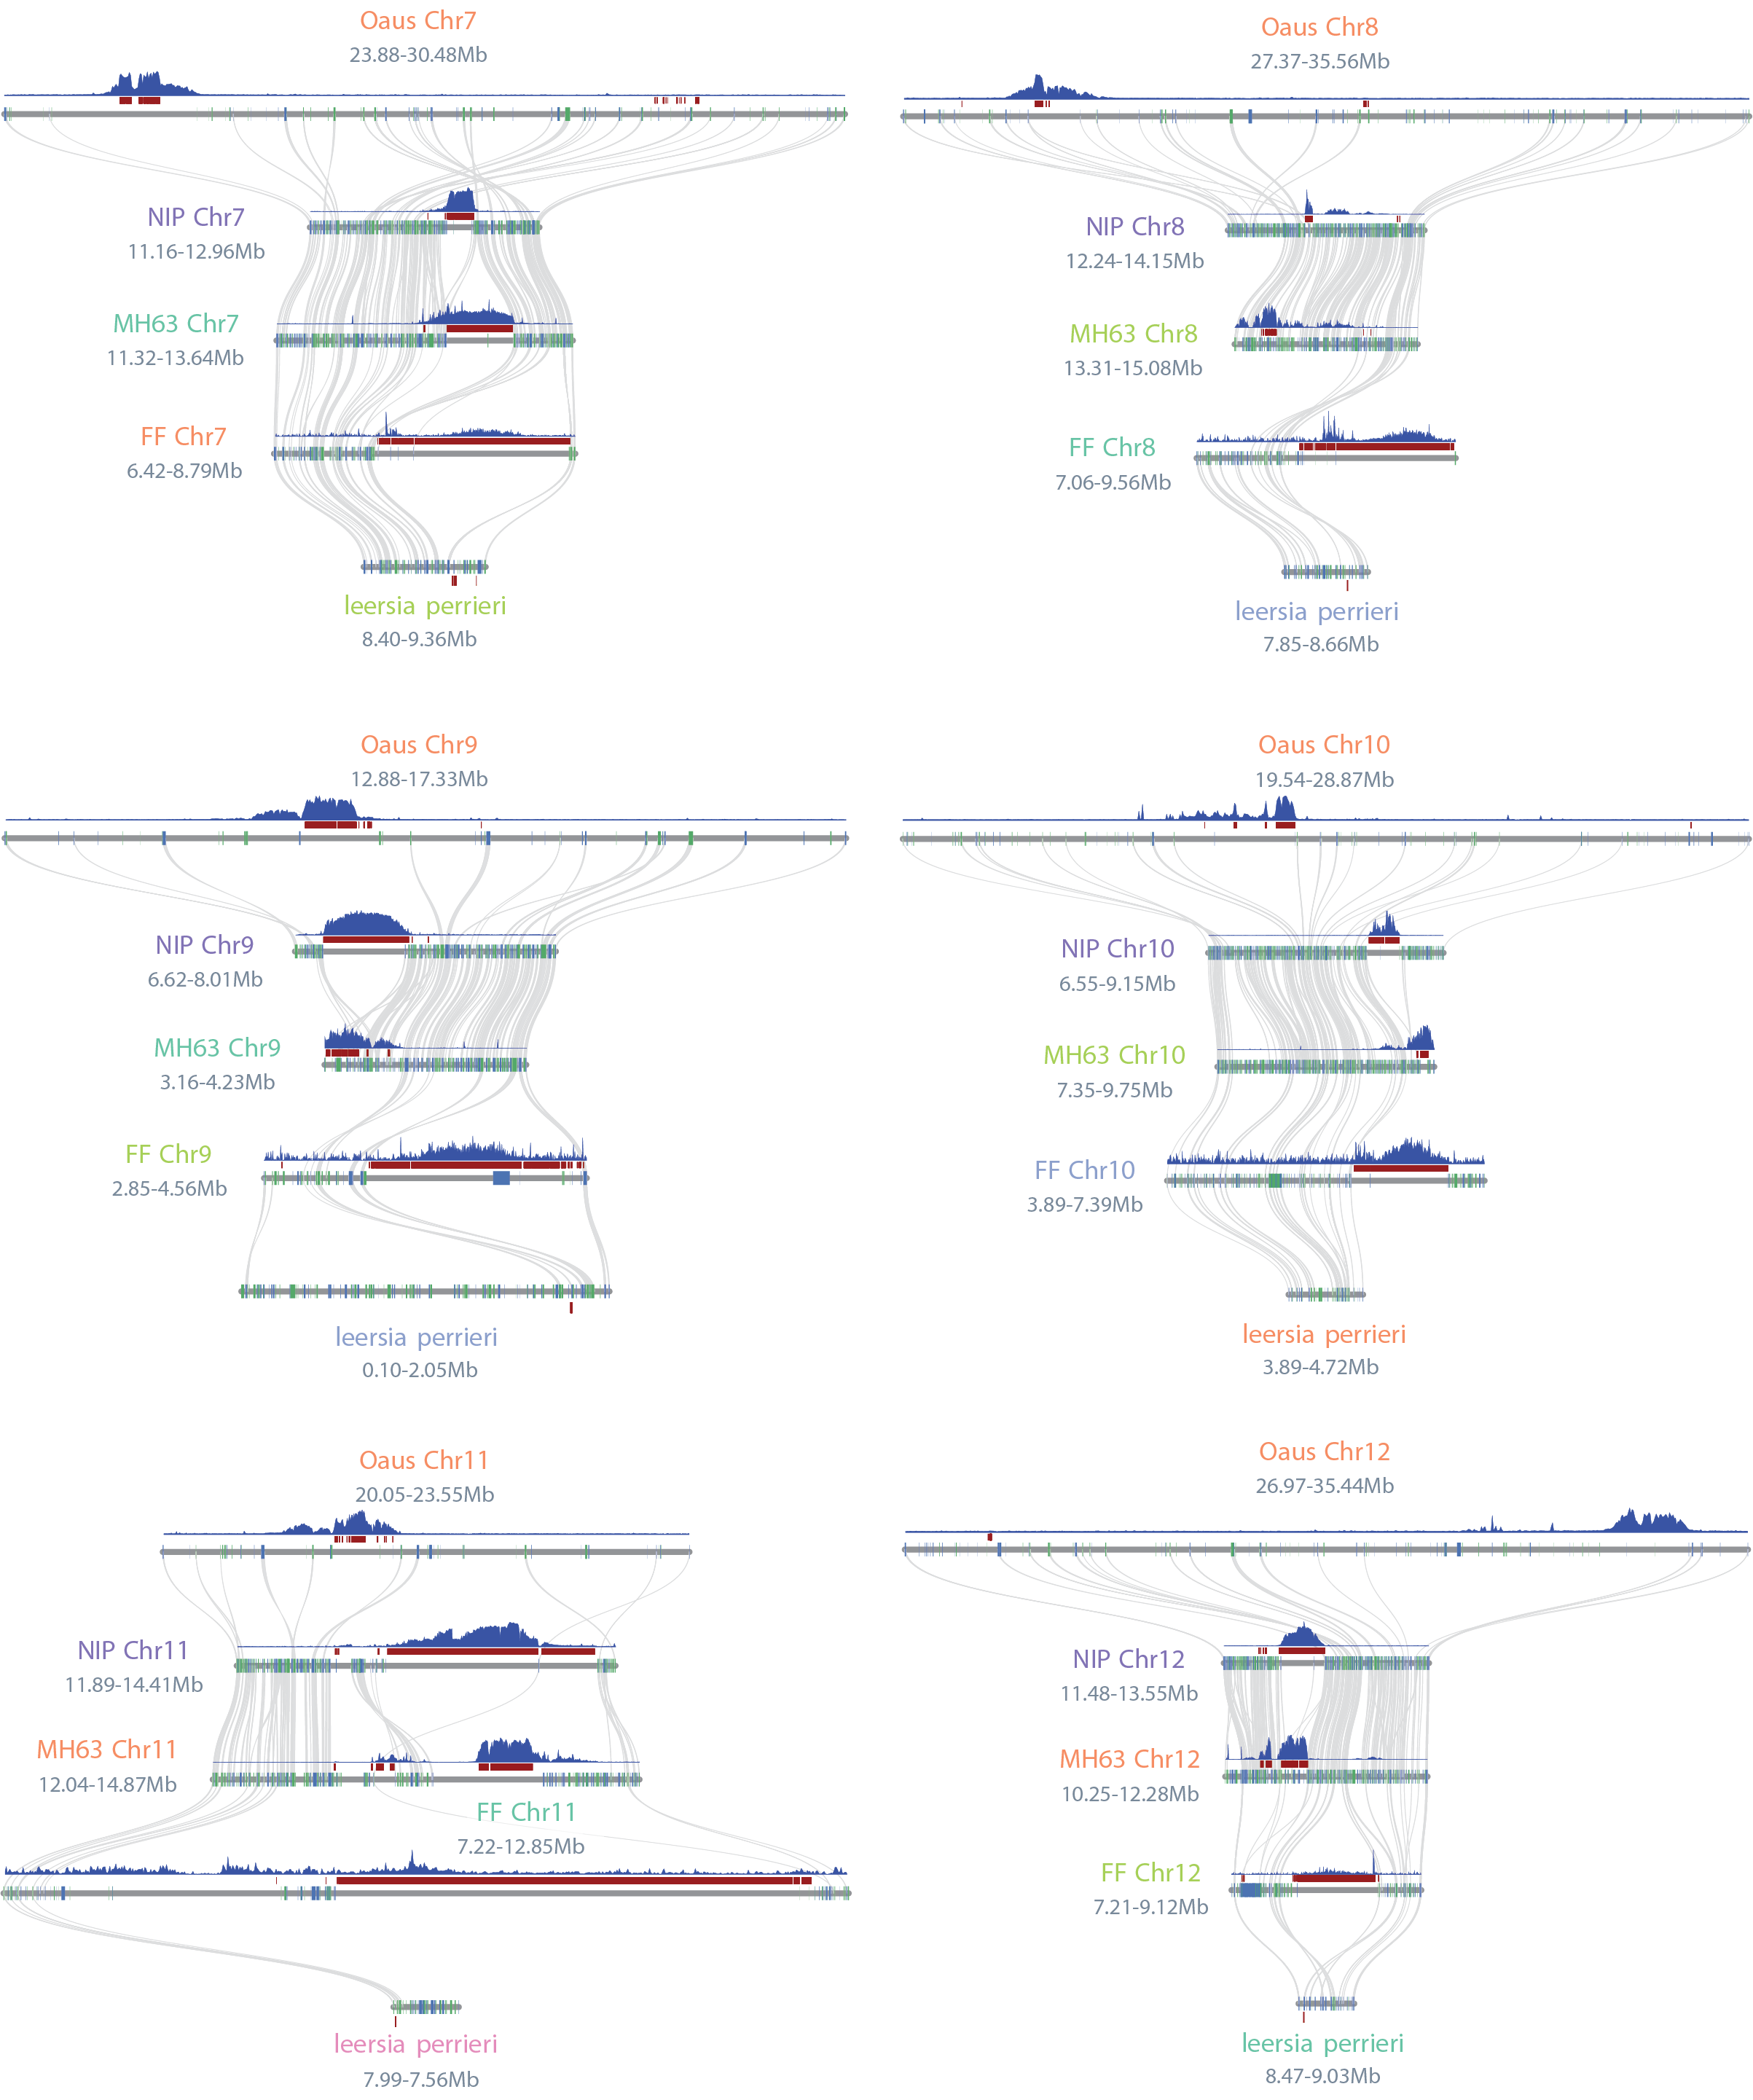 Oaus Chr7
23.88-30.48Mb
NIP Chr7
11.16-12.96Mb
MH63 Chr7
11.32-13.64Mb
FF Chr7
6.42-8.79Mb
leersia perrieri
8.40-9.36Mb
Oaus Chr8
27.37-35.56Mb
NIP Chr8
12.24-14.15Mb
MH63 Chr8
13.31-15.08Mb
FF Chr8
7.06-9.56Mb
leersia perrieri
7.85-8.66Mb
Oaus Chr9
12.88-17.33Mb
NIP Chr9
6.62-8.01Mb
MH63 Chr9
3.16-4.23Mb
FF Chr9
2.85-4.56Mb
leersia perrieri
0.10-2.05Mb
Oaus Chr10
19.54-28.87Mb
NIP Chr10
6.55-9.15Mb
MH63 Chr10
7.35-9.75Mb
FF Chr10
3.89-7.39Mb
leersia perrieri
3.89-4.72Mb
Oaus Chr11
20.05-23.55Mb
NIP Chr11
11.89-14.41Mb
MH63 Chr11
12.04-14.87Mb
FF Chr11
7.22-12.85Mb
leersia perrieri
7.99-7.56Mb
Oaus Chr12
26.97-35.44Mb
NIP Chr12
11.48-13.55Mb
MH63 Chr12
10.25-12.28Mb
FF Chr12
7.21-9.12Mb
leersia perrieri
8.47-9.03Mb